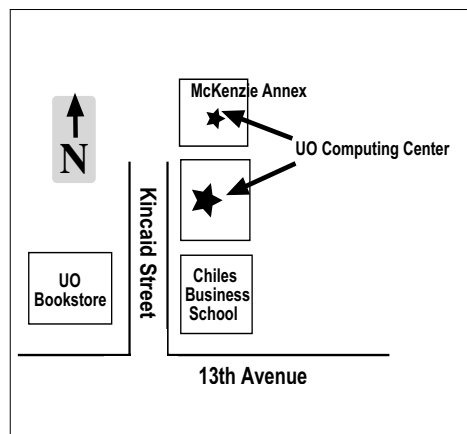 McKenzie Annex
UO Computing Center
N
Kincaid Street
UO
Bookstore
Chiles
Business
School
13th Avenue